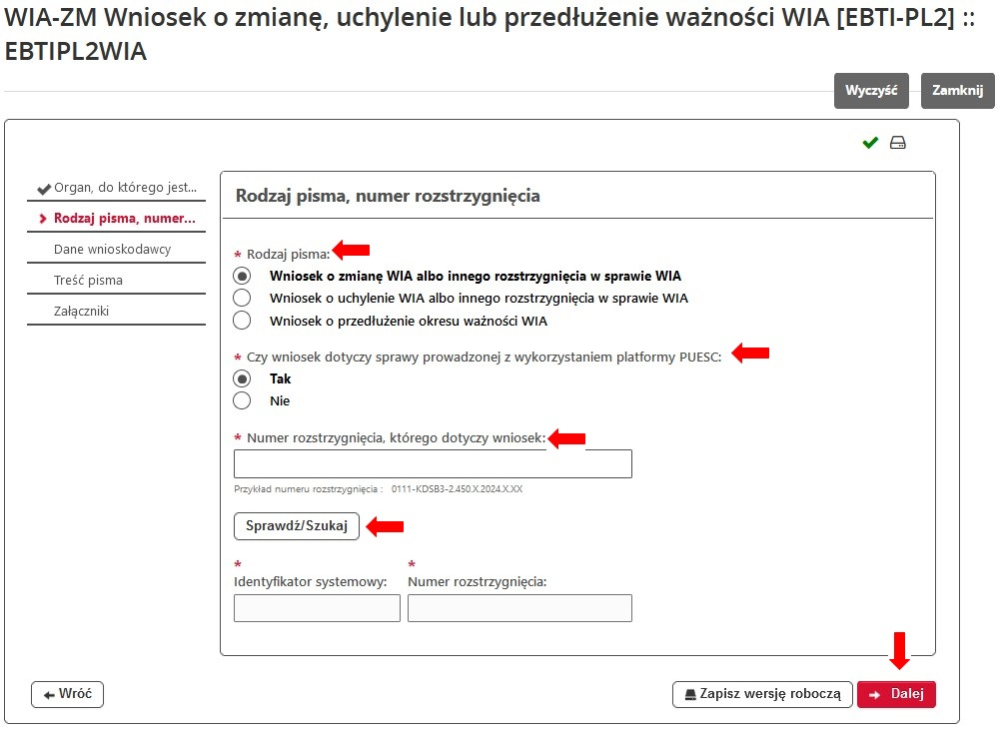 WIA-ZM Wniosek o zmianę, uchylenie lub przedłużenie ważności WIA [EBTI-PL2] ::
EBTIPL2WIA
Wyczyść
Zamknij
Organ, do którego jest...
Rodzaj pisma, numer...
Dane wnioskodawcy
Treść pisma
Załączniki
Rodzaj pisma, numer rozstrzygnięcia
* Rodzaj pisma:
Wniosek o zmianę WIA albo innego rozstrzygnięcia w sprawie WIA
Wniosek o uchylenie WIA albo innego rozstrzygnięcia w sprawie WIA
Wniosek o przedłużenie okresu ważności WIA
* Czy wniosek dotyczy sprawy prowadzonej z wykorzystaniem platformy PUESC:
Tak
Nie
* Numer rozstrzygnięcia, którego dotyczy wniosek:
Przykład numeru rozstrzygnięcia : 0111-KDSB3-2.450.X.2024.X.XX
Sprawdź/Szukaj
* *
Identyfikator systemowy: Numer rozstrzygnięcia:
Wróć
Zapisz wersję roboczą
Dalej